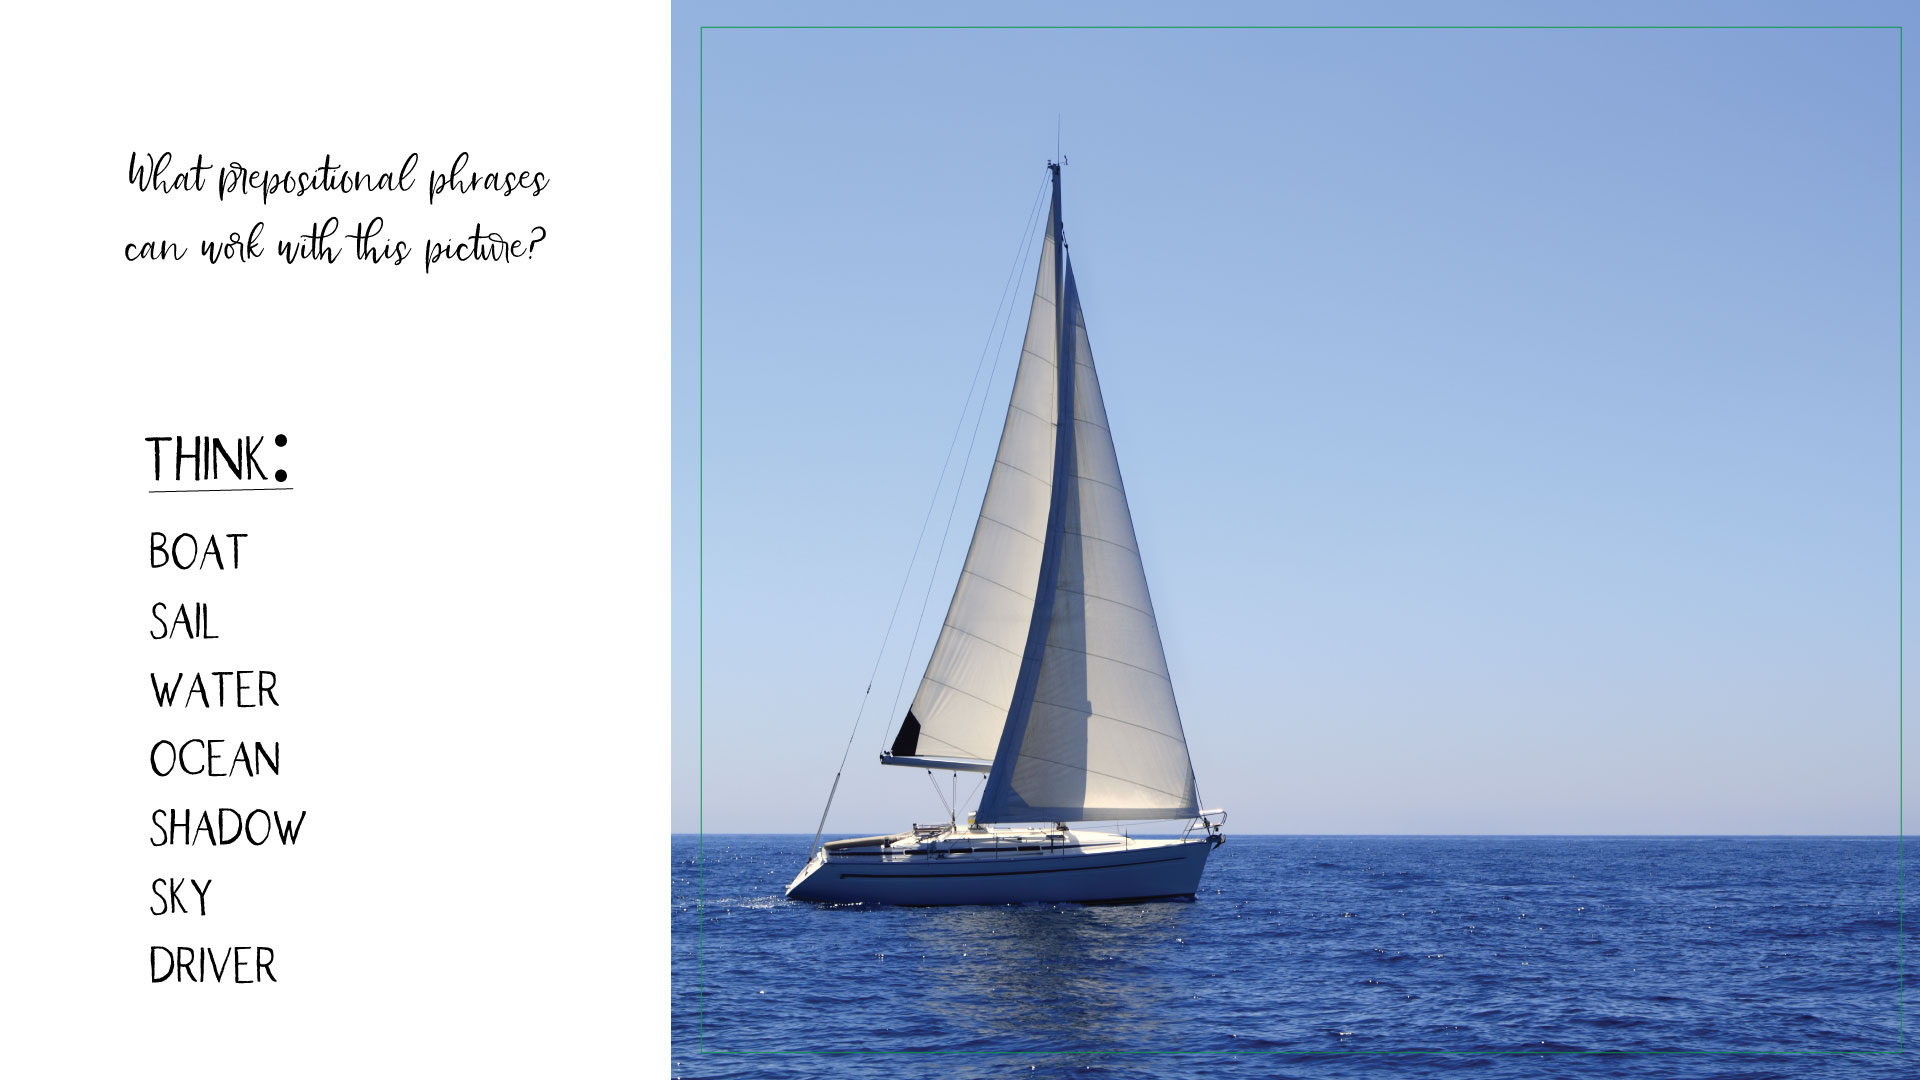 What prepositional phrases
can work with this picture?
THINK:
BOAT
SAIL
WATER
OCEAN
SHADOW
SKY
DRIVER